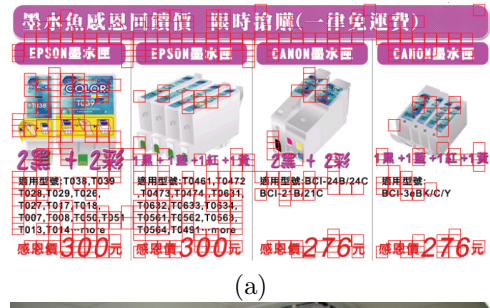 墨水魚感恩回饋價 限時搶購(一律免運費)
EPSON墨水匣
EPSON墨水匣
CANON墨水匣
CANON墨水匣
T038
COLOR
T039
2黑 + 2彩
1黑+1藍+1紅+1黃
2黑 + 2彩
1黑+1藍+1紅+1黃
適用型號:T038,T039
T028,T029,T026,
T027,T017,T018,
T007,T008,T050,T051
T013,T014…more
適用型號:T0461,T0472
,T0473,T0474,T0631,
T0632,T0633,T0634,
T0561,T0562,T0563,
T0564,T0491…more
適用型號:BCI-24B/24C
BCI-21B/21C
適用型號:
BCI-3eBK/C/Y
感恩價300元
感恩價300元
感恩價276元
感恩價276元
(a)